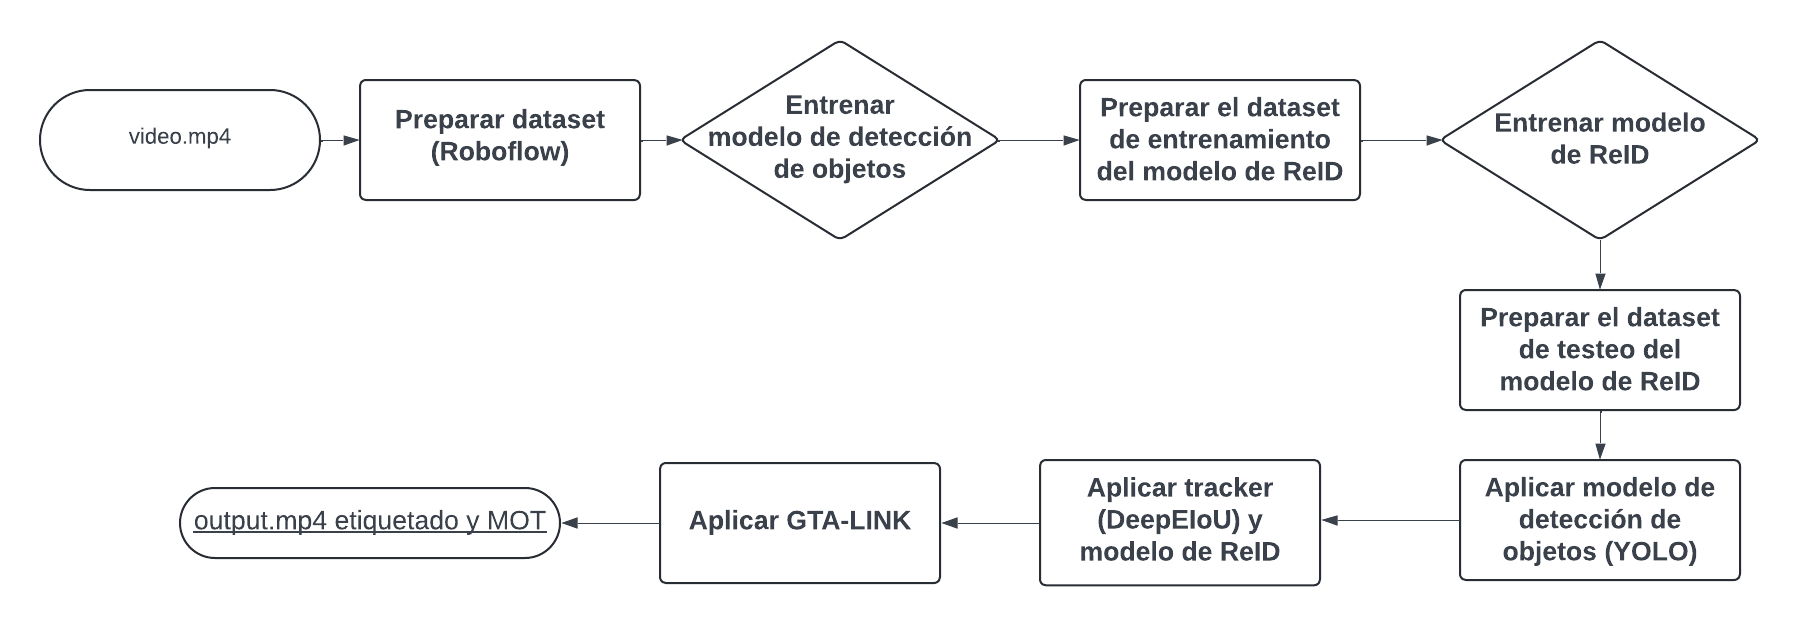 video.mp4
Preparar dataset
(Roboflow)
Entrenar
modelo de detección
de objetos
Preparar el dataset
de entrenamiento
del modelo de ReID
Entrenar modelo
de ReID
Preparar el dataset
de testeo del
modelo de ReID
Aplicar modelo de
detección de
objetos (YOLO)
Aplicar tracker
(DeepEIoU) y
modelo de ReID
Aplicar GTA-LINK
output.mp4 etiquetado y MOT